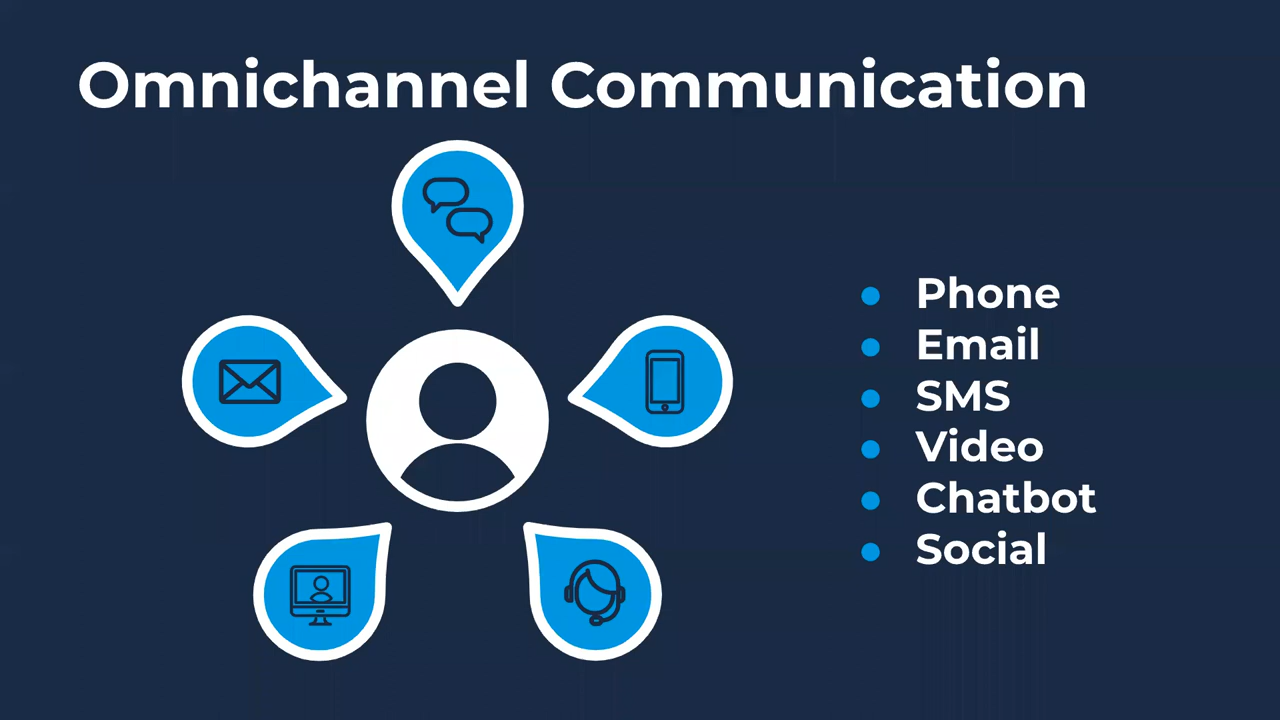 Omnichannel Communication
Phone
Email
SMS
Video
Chatbot
Social